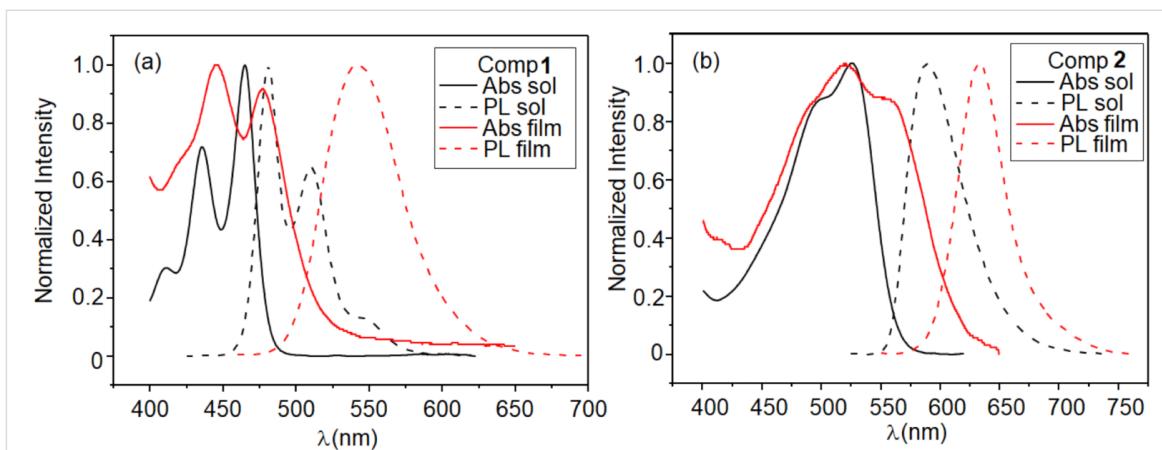 (a)
Comp 1
Abs sol
PL sol
Abs film
PL film
Normalized Intensity
1.0
0.8
0.6
0.4
0.2
0
400 450 500 550 600 650 700
λ(nm)
(b)
Comp 2
Abs sol
PL sol
Abs film
PL film
Normalized Intensity
1.0
0.8
0.6
0.4
0.2
0
400 450 500 550 600 650 700 750
λ(nm)